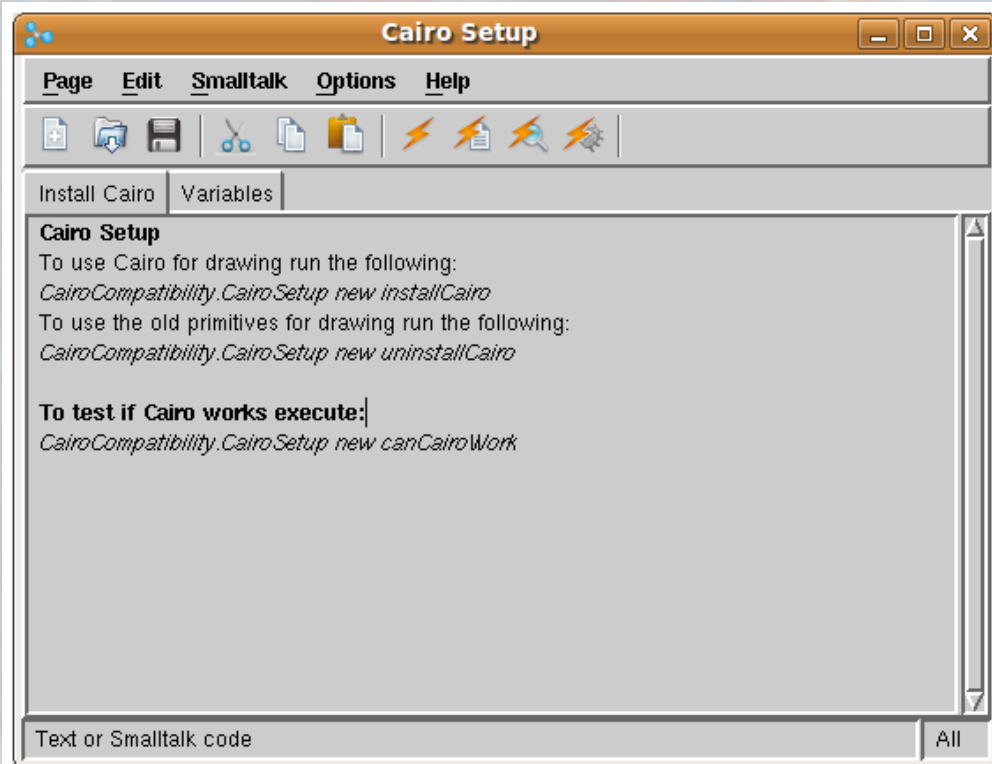 Cairo Setup
Page Edit Smalltalk Options Help
Install Cairo Variables
Cairo Setup
To use Cairo for drawing run the following:
CairoCompatibility.CairoSetup new installCairo
To use the old primitives for drawing run the following:
CairoCompatibility.CairoSetup new uninstallCairo
To test if Cairo works execute:
CairoCompatibility.CairoSetup new canCairoWork
Text or Smalltalk code All